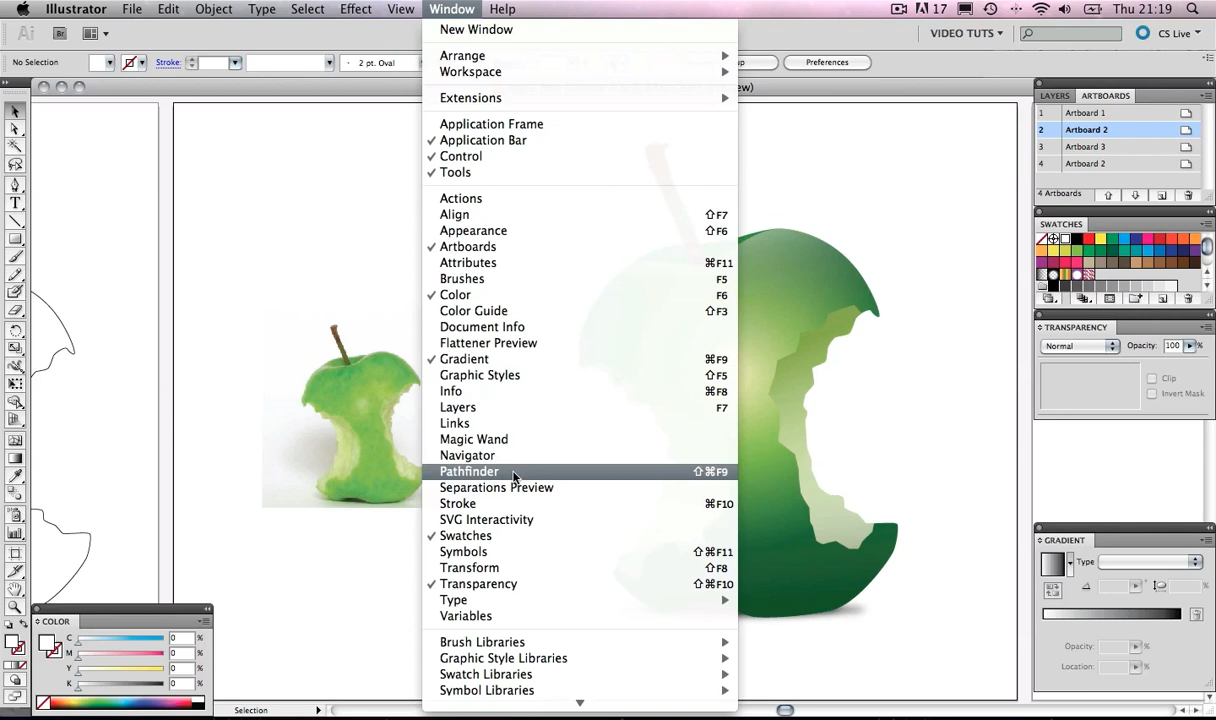 Illustrator File Edit Object Type Select Effect View Window Help 17 Thu 21:19
Ai Br VIDEO TUTS CS Live
No Selection Stroke: 2 pt. Oval Preferences
New Window
Arrange
Workspace
Extensions
Application Frame
✓ Application Bar
✓ Control
✓ Tools
Actions
Align ⇧F7
Appearance ⇧F6
✓ Artboards
Attributes ⌘F11
Brushes F5
✓ Color F6
Color Guide ⇧F3
Document Info
Flattener Preview
✓ Gradient ⌘F9
Graphic Styles ⇧F5
Info ⌘F8
Layers F7
Links
Magic Wand
Navigator
Pathfinder ⇧⌘F9
Separations Preview
Stroke ⌘F10
SVG Interactivity
✓ Swatches
Symbols ⇧⌘F11
Transform ⇧F8
✓ Transparency ⇧⌘F10
Type
Variables
Brush Libraries
Graphic Style Libraries
Swatch Libraries
Symbol Libraries
LAYERS ARTBOARDS
1 Artboard 1
2 Artboard 2
3 Artboard 3
4 Artboard 2
4 Artboards
SWATCHES
TRANSPARENCY
Normal Opacity: 100 %
Clip
Invert Mask
GRADIENT
Type
Opacity: %
Location: %
COLOR
C 0 %
M 0 %
Y 0 %
K 0 %
Selection